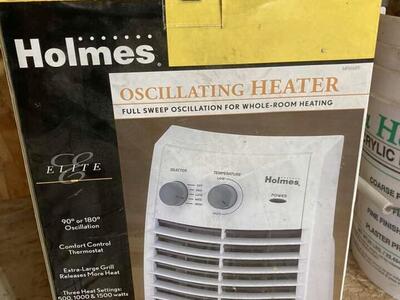 Holmes
OSCILLATING HEATER
FULL SWEEP OSCILLATION FOR WHOLE-ROOM HEATING
E
ELITE
90° or 180°
Oscillation
Comfort Control
Thermostat
Extra-Large Grill
Releases More Heat
Three Heat Settings:
500, 1000 & 1500 watts
SELECTOR
TEMPERATURE
Holmes
POWER
COARSE
FINE FINISH
PLASTER